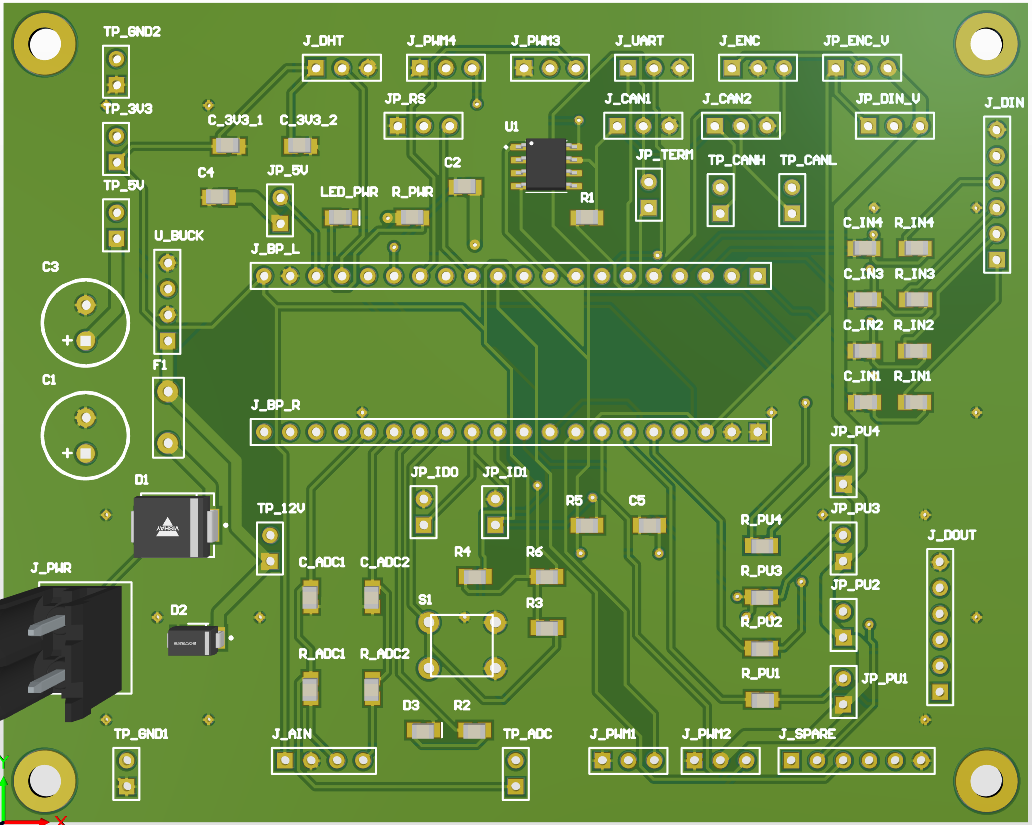 TP_GND2
J_DHT
J_PWM4
J_PWM3
J_UART
J_ENC
JP_ENC_V
TP_3V3
C_3V3_1
C_3V3_2
JP_RS
U1
J_CAN1
J_CAN2
JP_DIN_V
J_DIN
TP_5V
C4
JP_5V
LED_PWR
R_PWR
C2
R1
JP_TERM
TP_CANH
TP_CANL
U_BUCK
J_BP_L
C_IN4
R_IN4
C3
C_IN3
R_IN3
+
C_IN2
R_IN2
F1
C1
J_BP_R
C_IN1
R_IN1
+
JP_PU4
D1
JP_ID0
JP_ID1
VISHAY
TP_12V
R5
C5
R_PU4
JP_PU3
J_DOUT
J_PWR
C_ADC1
C_ADC2
R4
R6
R_PU3
JP_PU2
D2
S1
R3
R_PU2
R_ADC1
R_ADC2
R_PU1
JP_PU1
D3
R2
TP_GND1
J_AIN
TP_ADC
J_PWM1
J_PWM2
J_SPARE
Y
X